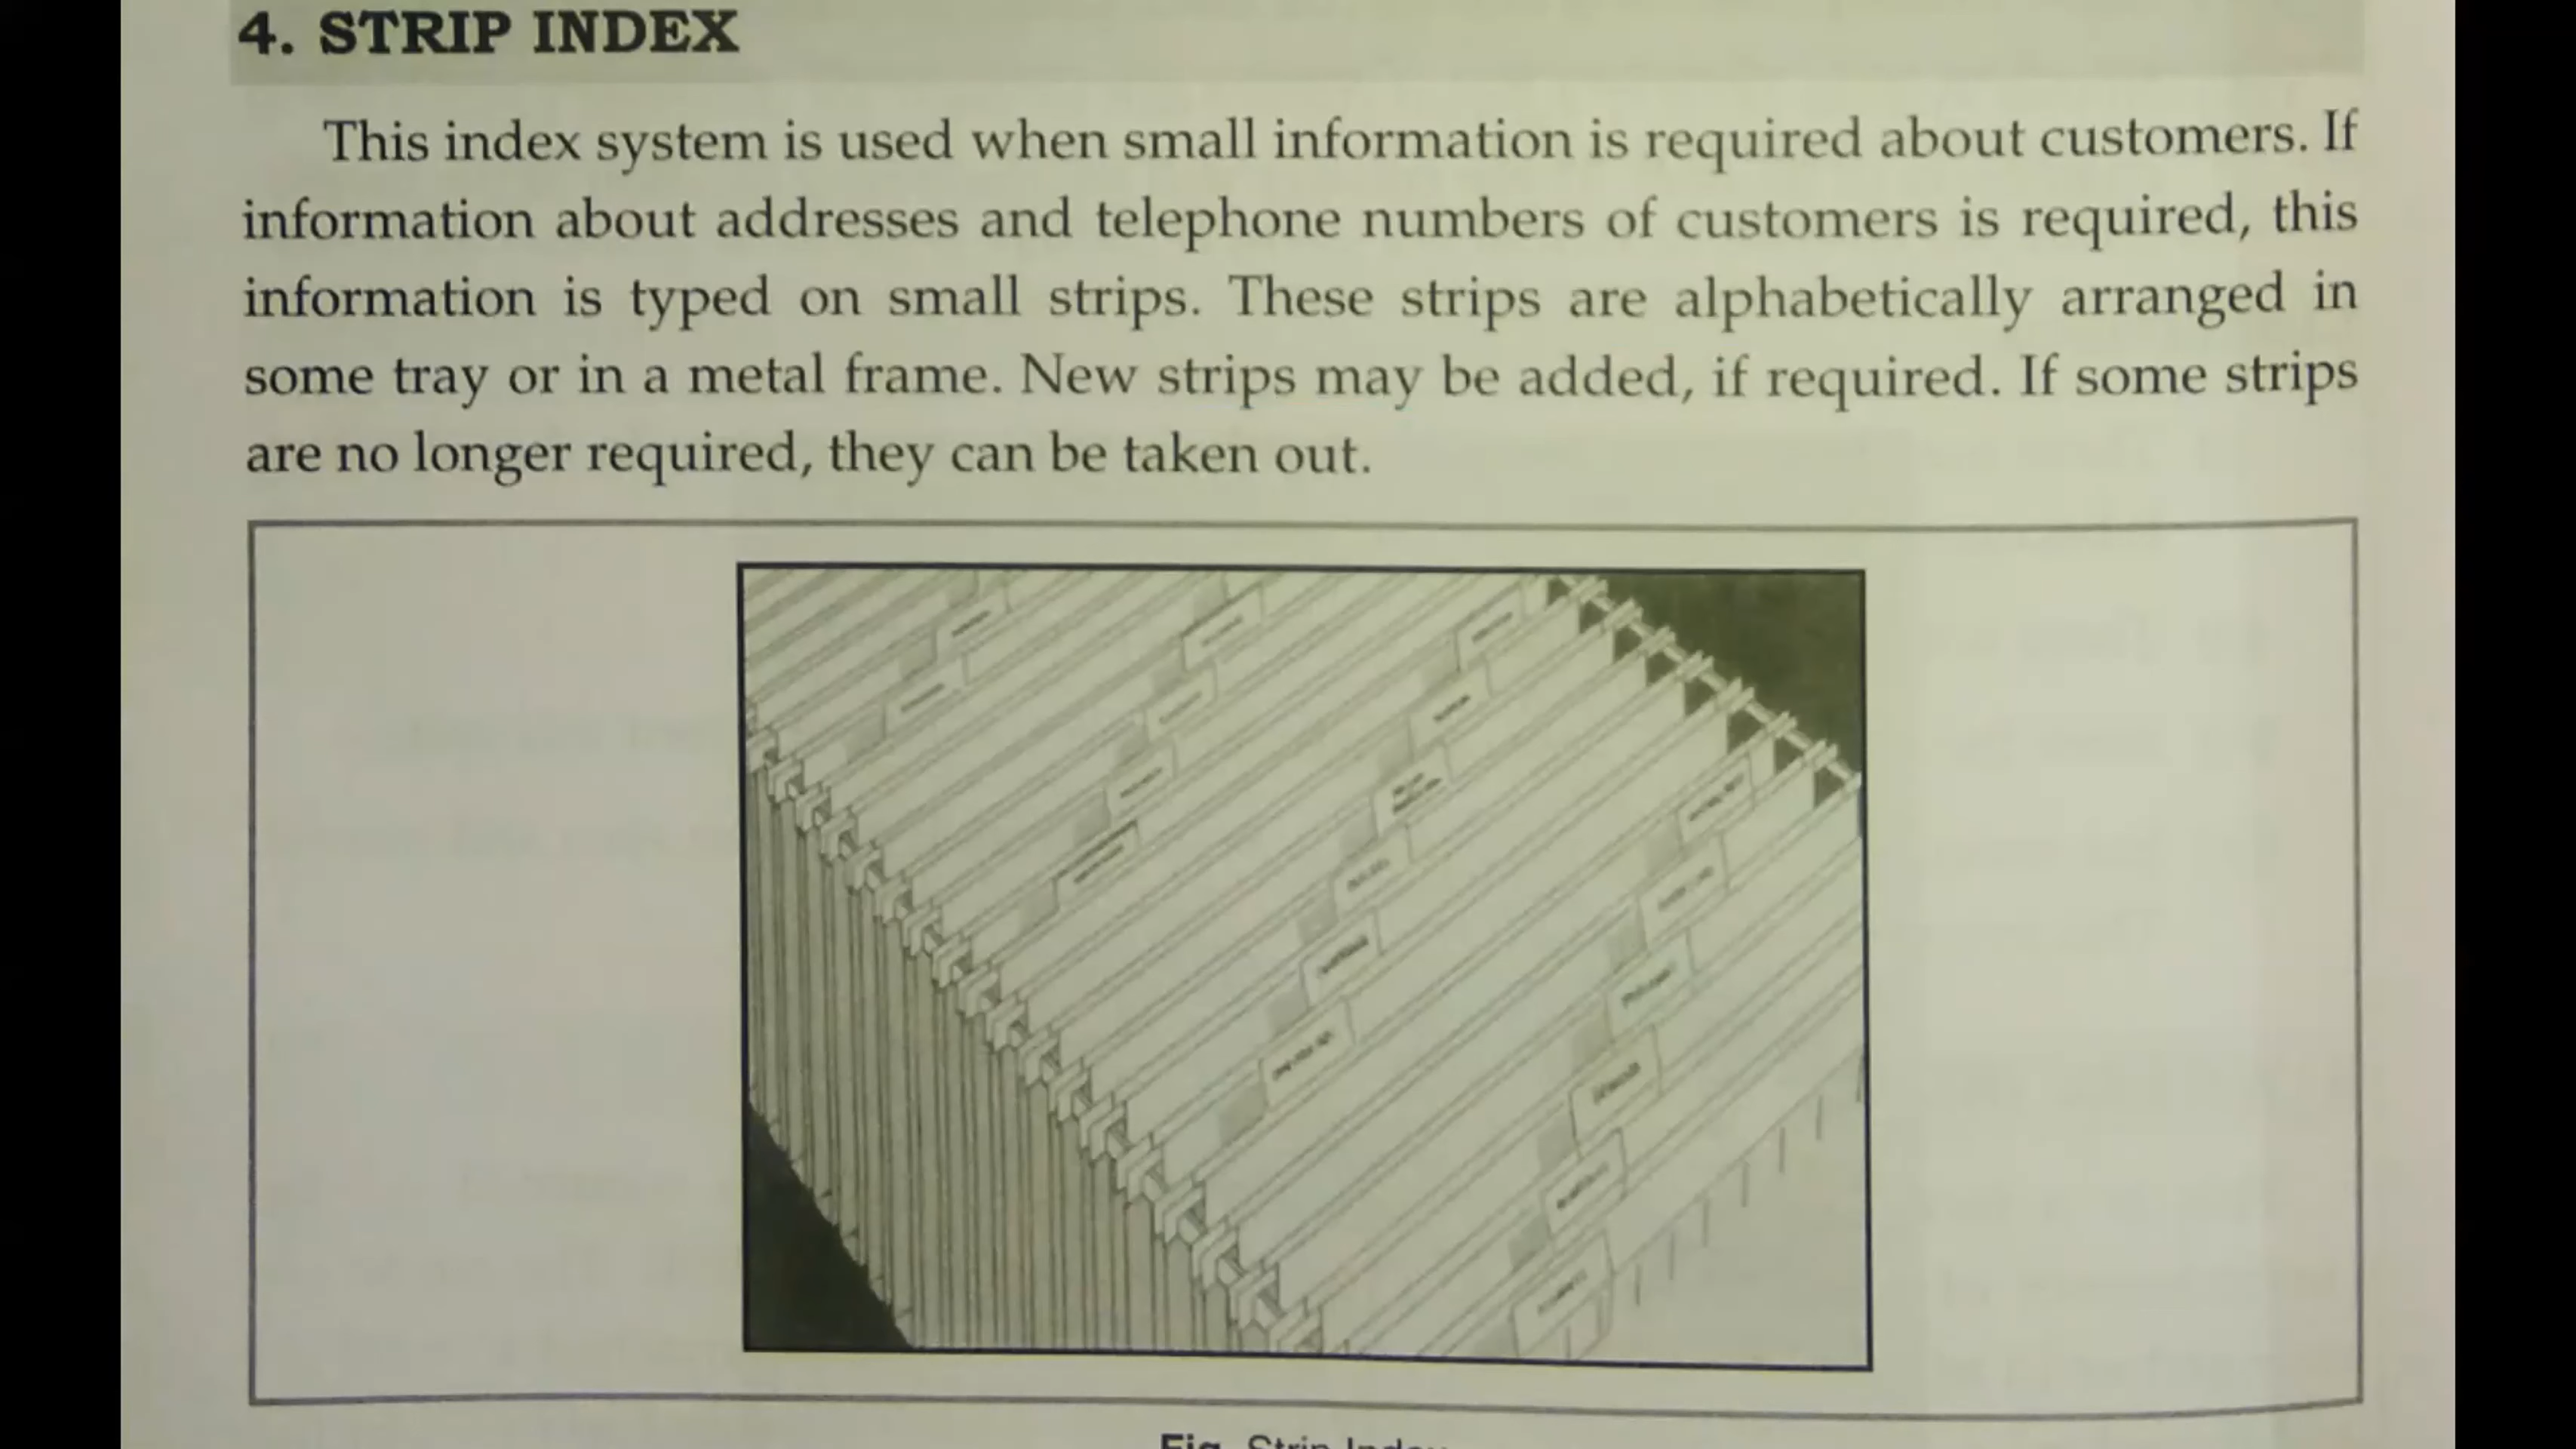 4. STRIP INDEX
This index system is used when small information is required about customers. If
information about addresses and telephone numbers of customers is required, this
information is typed on small strips. These strips are alphabetically arranged in
some tray or in a metal frame. New strips may be added, if required. If some strips
are no longer required, they can be taken out.
Fig. Strip Index